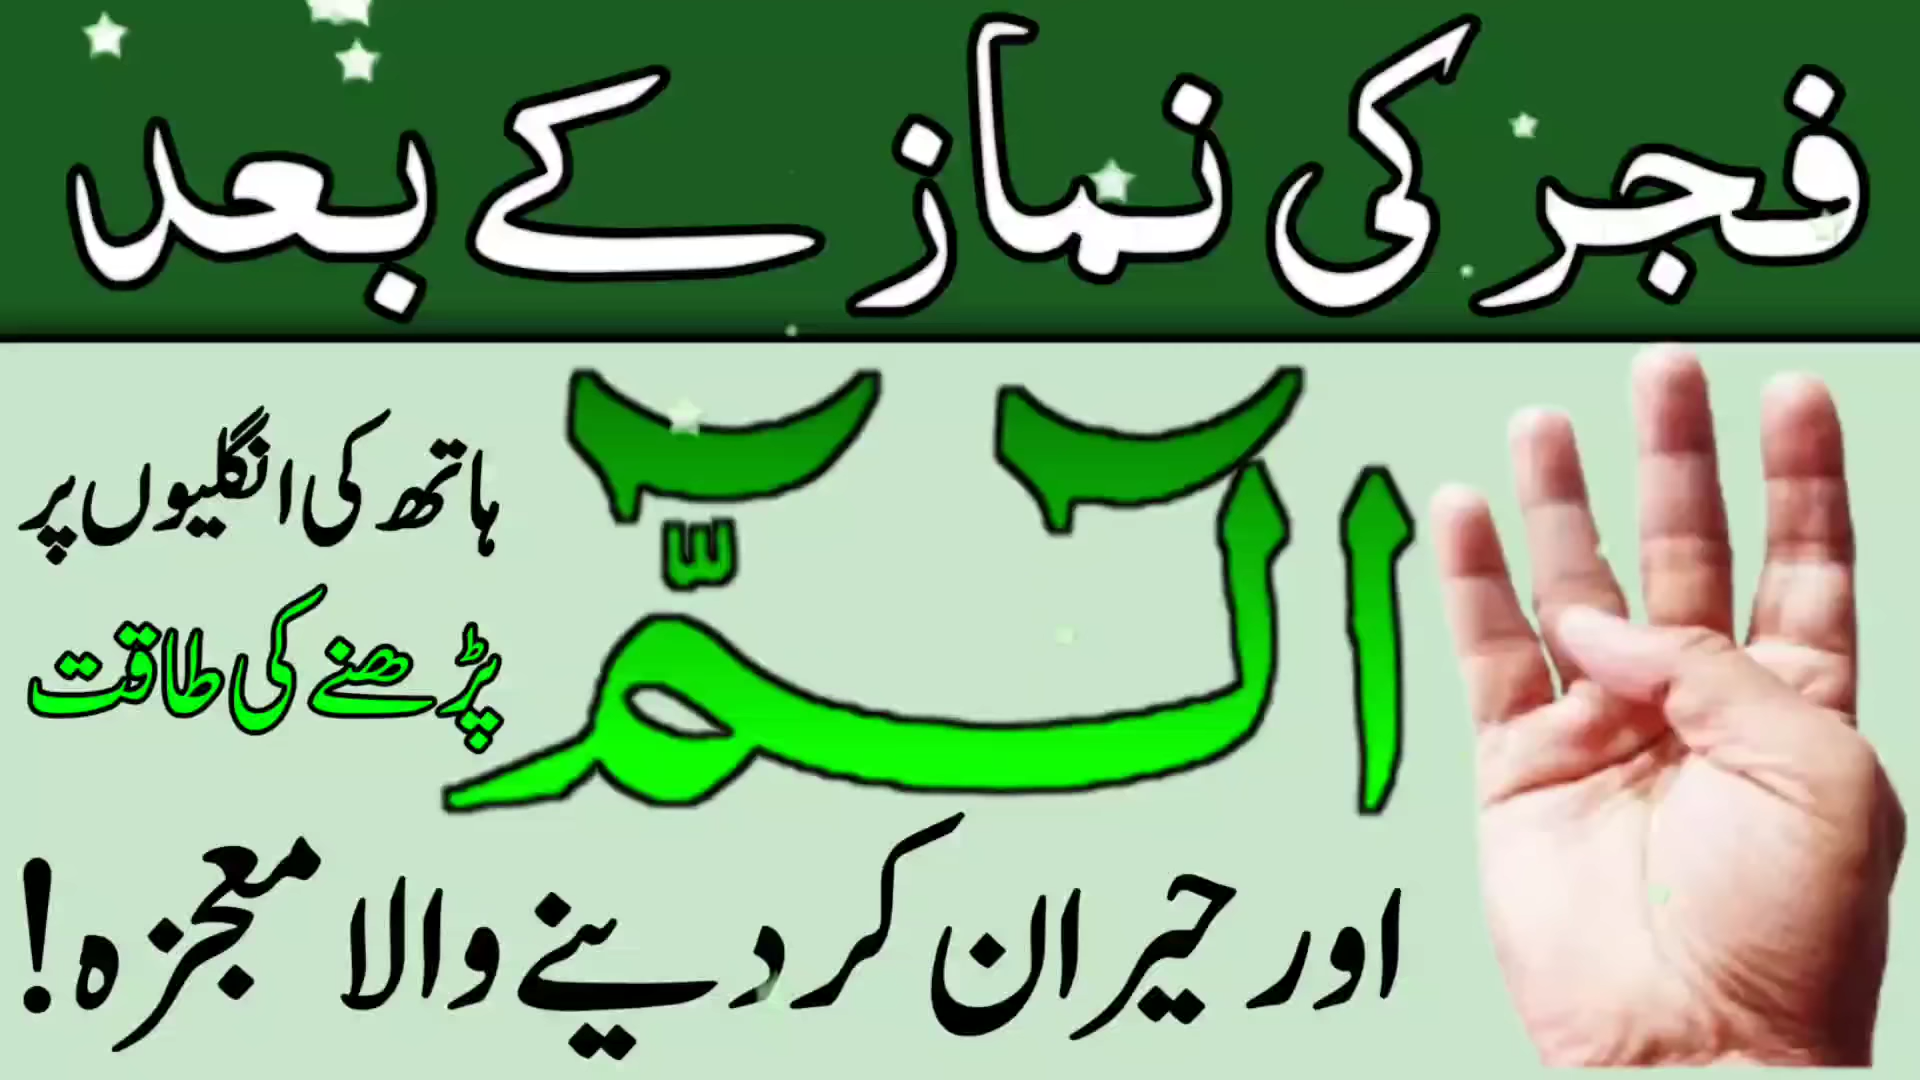 فجر کی نماز کے بعد
الٓمّٓ
ہاتھ کی انگلیوں پر
پڑھنے کی طاقت
اور حیران کر دینے والا معجزہ!